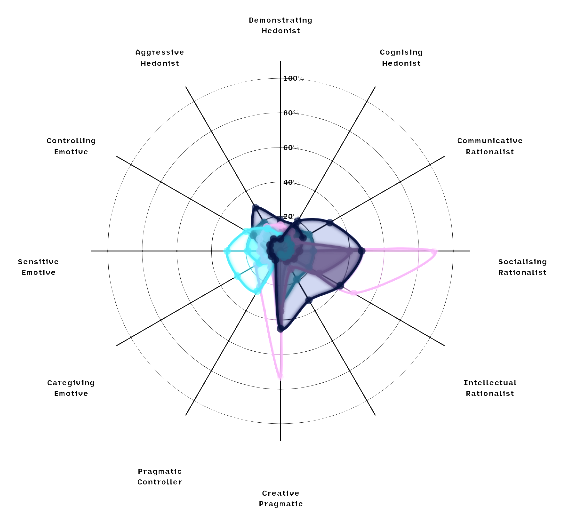 Demonstrating
Hedonist
Aggressive
Hedonist
Cognising
Hedonist
100%
80%
60%
40%
20%
Controlling
Emotive
Communicative
Rationalist
Sensitive
Emotive
Socialising
Rationalist
Caregiving
Emotive
Intellectual
Rationalist
Pragmatic
Controller
Creative
Pragmatic